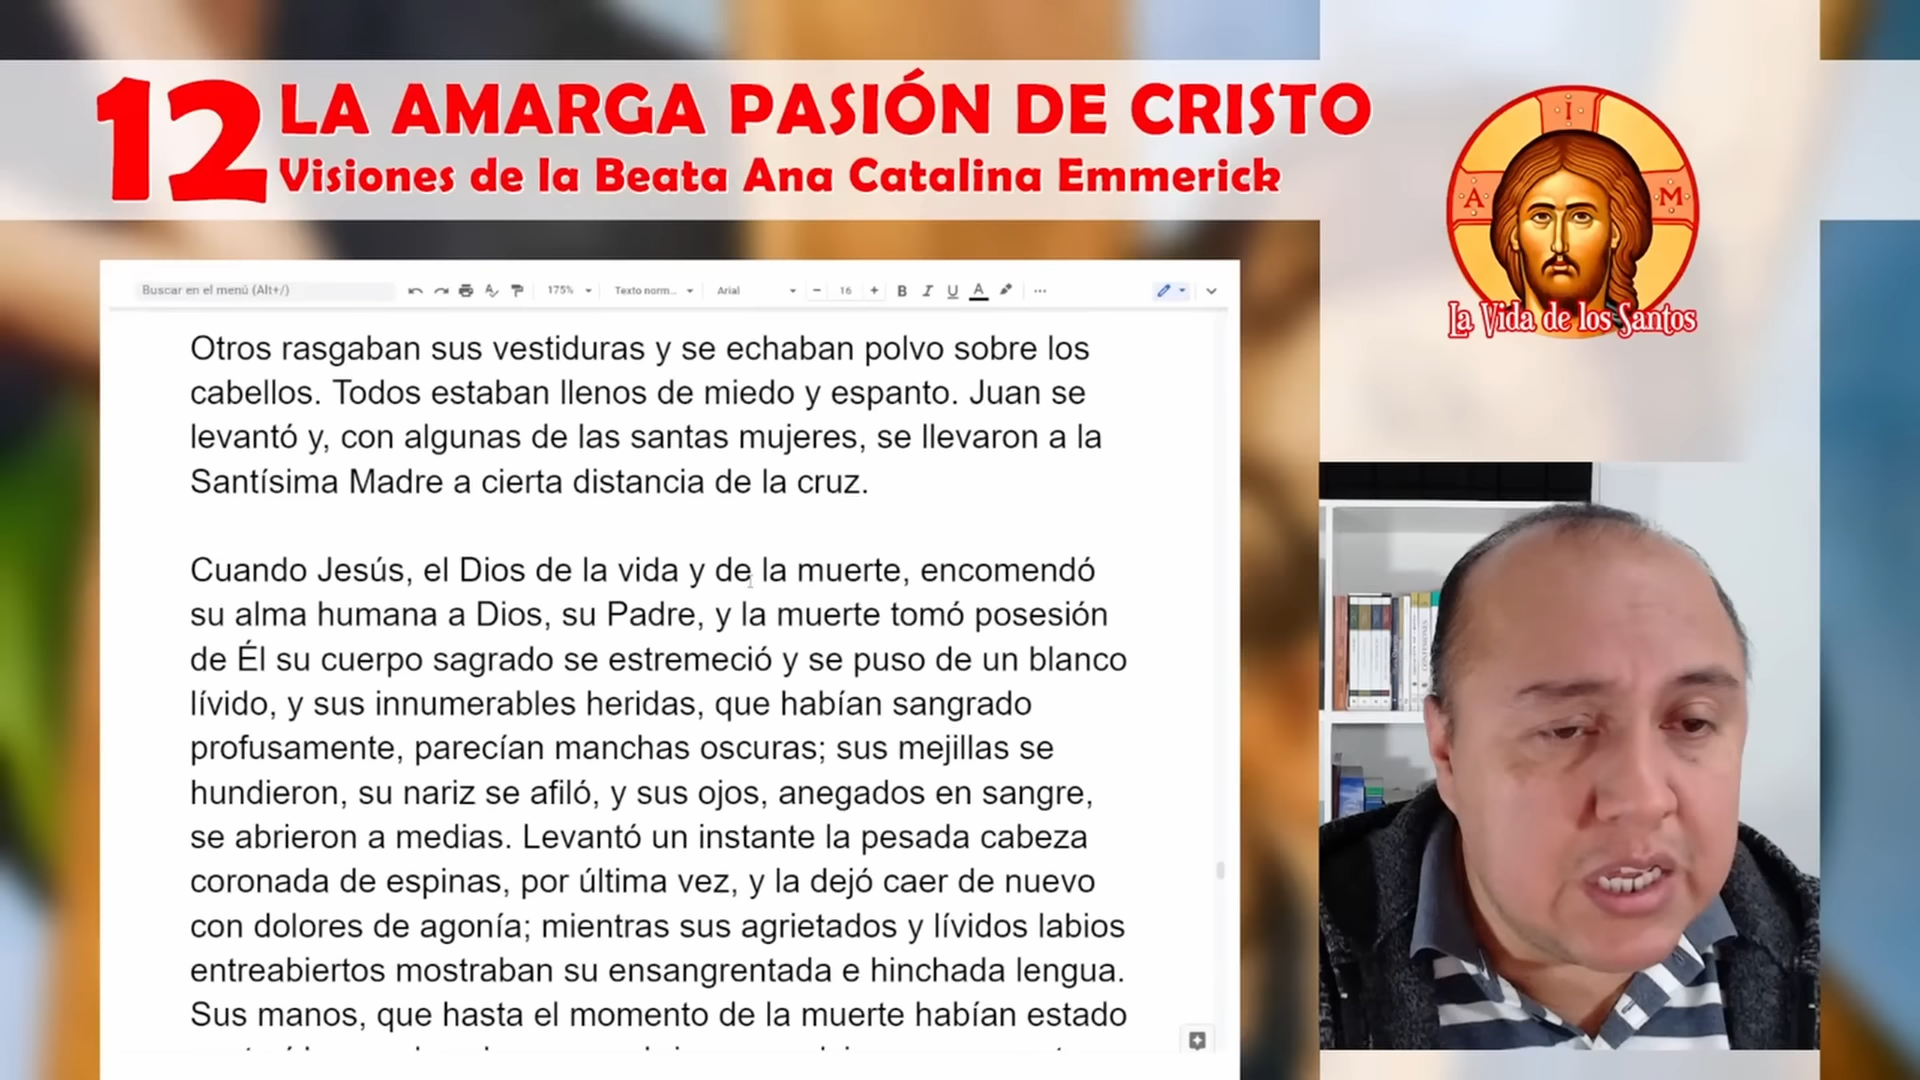 12
LA AMARGA PASIÓN DE CRISTO
Visiones de la Beata Ana Catalina Emmerick
I
A
M
La Vida de los Santos
Buscar en el menú (Alt+/)
175%
Texto norm...
Arial
− 16 +
B I U A
Otros rasgaban sus vestiduras y se echaban polvo sobre los
cabellos. Todos estaban llenos de miedo y espanto. Juan se
levantó y, con algunas de las santas mujeres, se llevaron a la
Santísima Madre a cierta distancia de la cruz.
Cuando Jesús, el Dios de la vida y de la muerte, encomendó
su alma humana a Dios, su Padre, y la muerte tomó posesión
de Él su cuerpo sagrado se estremeció y se puso de un blanco
lívido, y sus innumerables heridas, que habían sangrado
profusamente, parecían manchas oscuras; sus mejillas se
hundieron, su nariz se afiló, y sus ojos, anegados en sangre,
se abrieron a medias. Levantó un instante la pesada cabeza
coronada de espinas, por última vez, y la dejó caer de nuevo
con dolores de agonía; mientras sus agrietados y lívidos labios
entreabiertos mostraban su ensangrentada e hinchada lengua.
Sus manos, que hasta el momento de la muerte habían estado